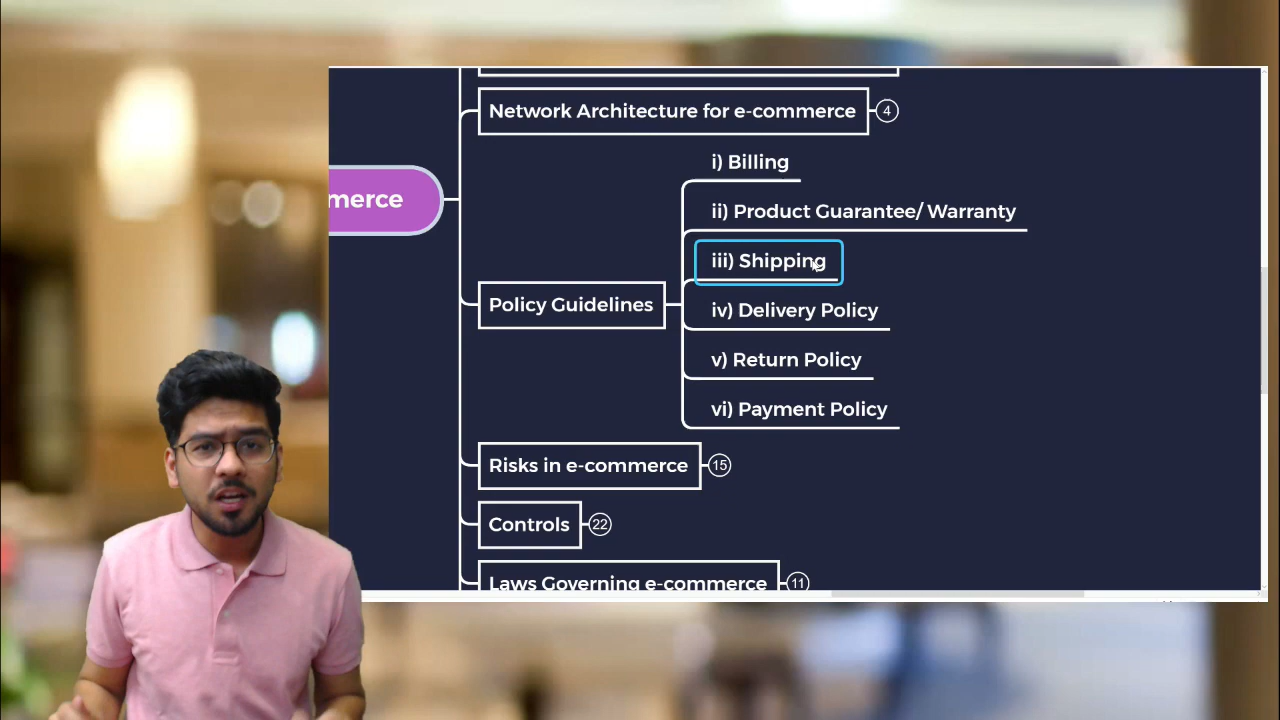 Network Architecture for e-commerce 4
merce
i) Billing
ii) Product Guarantee/ Warranty
iii) Shipping
Policy Guidelines
iv) Delivery Policy
v) Return Policy
vi) Payment Policy
Risks in e-commerce 15
Controls 22
Laws Governing e-commerce 11